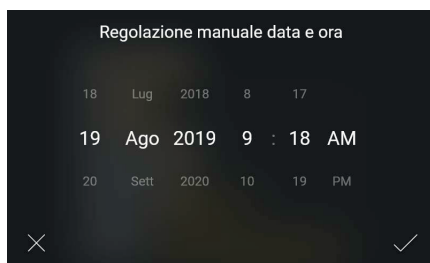 Regolazione manuale data e ora
18 Lug 2018 8 17
19 Ago 2019 9 : 18 AM
20 Sett 2020 10 19 PM